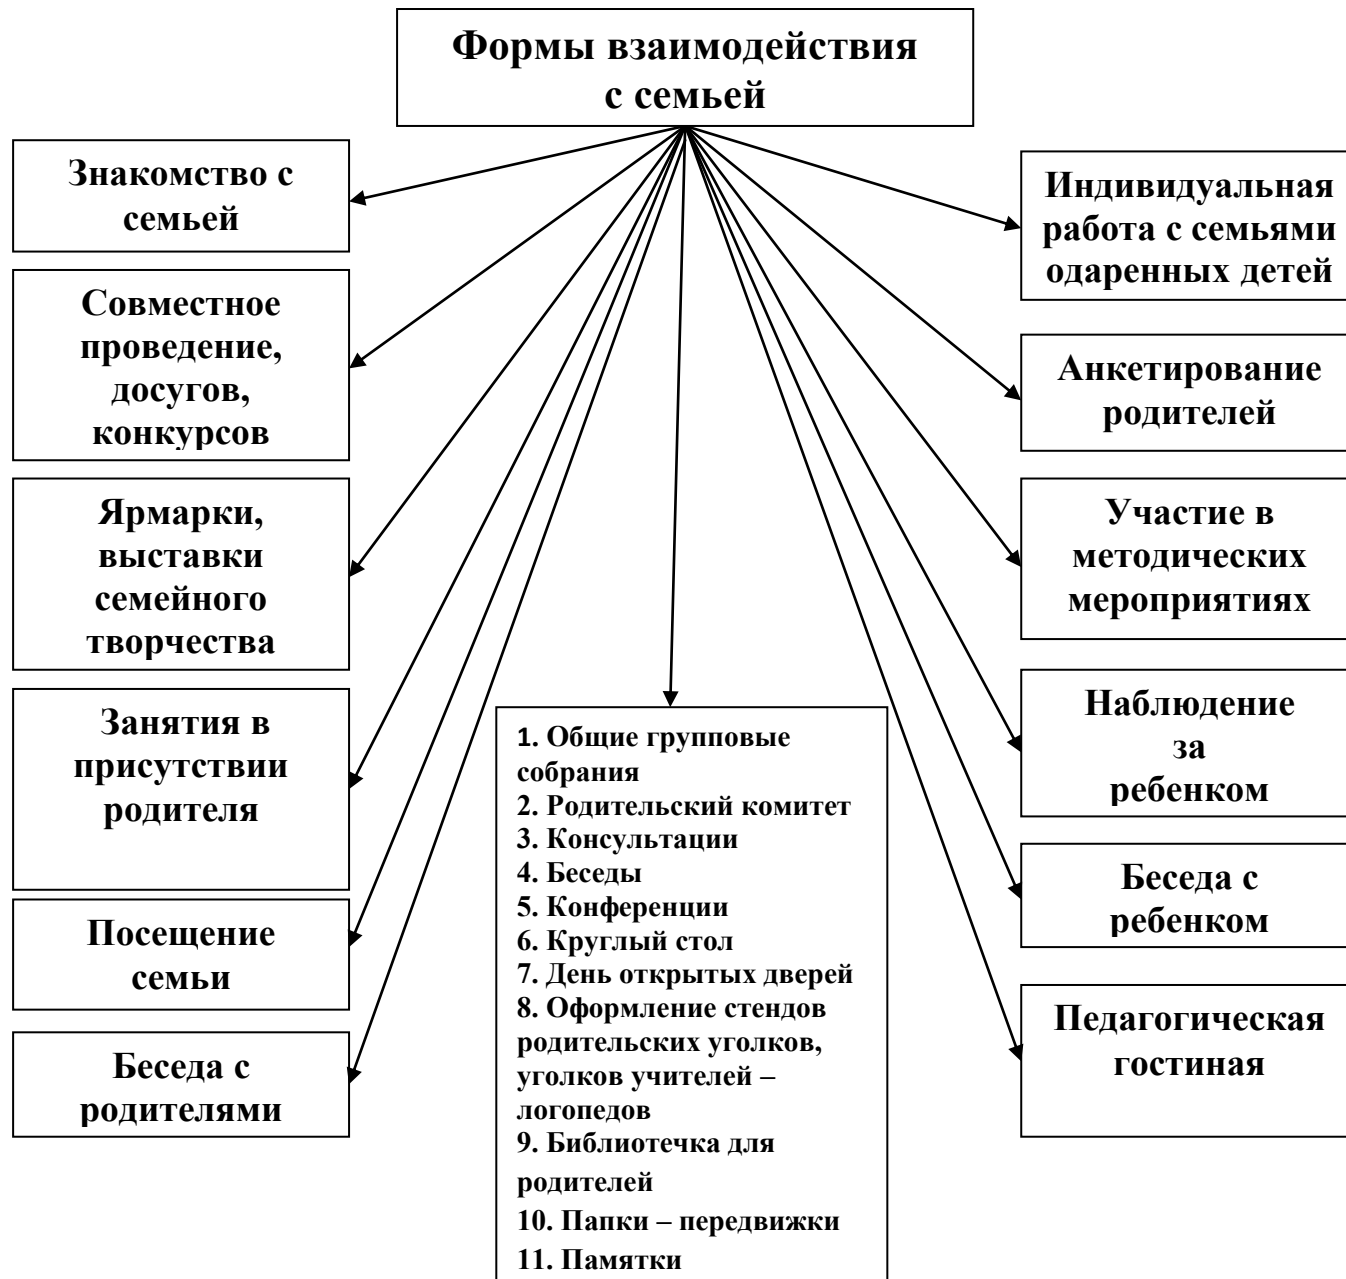 Формы взаимодействия
с семьей
Знакомство с
семьей
Совместное
проведение,
досугов,
конкурсов
Ярмарки,
выставки
семейного
творчества
Занятия в
присутствии
родителя
Посещение
семьи
Беседа с
родителями
1. Общие групповые
собрания
2. Родительский комитет
3. Консультации
4. Беседы
5. Конференции
6. Круглый стол
7. День открытых дверей
8. Оформление стендов
родительских уголков,
уголков учителей –
логопедов
9. Библиотечка для
родителей
10. Папки – передвижки
11. Памятки
Индивидуальная
работа с семьями
одаренных детей
Анкетирование
родителей
Участие в
методических
мероприятиях
Наблюдение
за
ребенком
Беседа с
ребенком
Педагогическая
гостиная